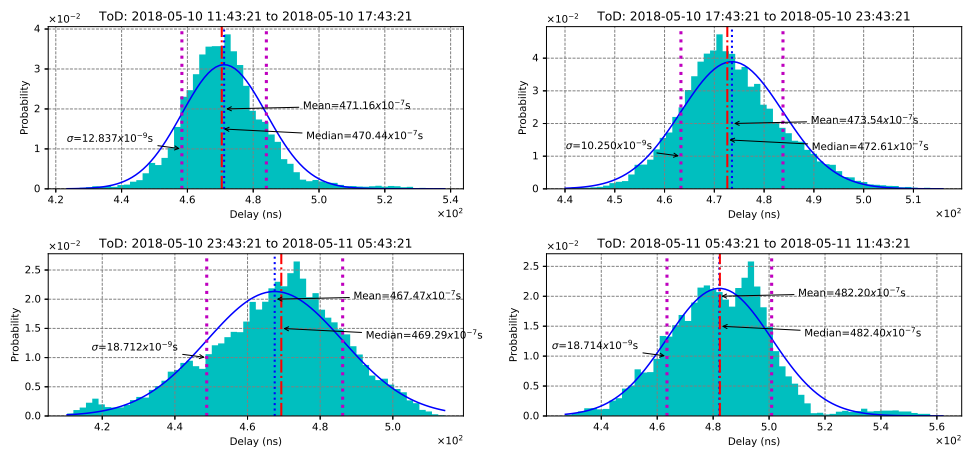 ToD: 2018-05-10 11:43:21 to 2018-05-10 17:43:21
×10⁻²
4
3
2
1
0
Probability
Mean=471.16x10⁻⁷s
Median=470.44x10⁻⁷s
σ=12.837x10⁻⁹s
4.2 4.4 4.6 4.8 5.0 5.2 5.4
Delay (ns)
×10²
ToD: 2018-05-10 17:43:21 to 2018-05-10 23:43:21
×10⁻²
4
3
2
1
0
Probability
Mean=473.54x10⁻⁷s
Median=472.61x10⁻⁷s
σ=10.250x10⁻⁹s
4.4 4.5 4.6 4.7 4.8 4.9 5.0 5.1
Delay (ns)
×10²
ToD: 2018-05-10 23:43:21 to 2018-05-11 05:43:21
×10⁻²
2.5
2.0
1.5
1.0
0.5
0.0
Probability
Mean=467.47x10⁻⁷s
Median=469.29x10⁻⁷s
σ=18.712x10⁻⁹s
4.2 4.4 4.6 4.8 5.0
Delay (ns)
×10²
ToD: 2018-05-11 05:43:21 to 2018-05-11 11:43:21
×10⁻²
2.5
2.0
1.5
1.0
0.5
0.0
Probability
Mean=482.20x10⁻⁷s
Median=482.40x10⁻⁷s
σ=18.714x10⁻⁹s
4.4 4.6 4.8 5.0 5.2 5.4 5.6
Delay (ns)
×10²